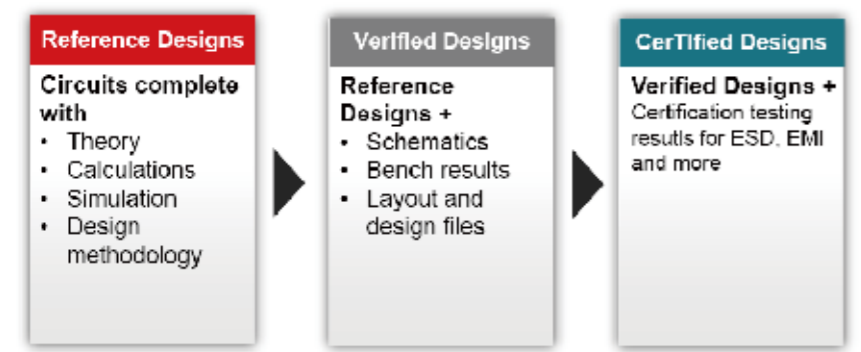 Reference Designs
Circuits complete
with
• Theory
• Calculations
• Simulation
• Design
methodology
Verified Designs
Reference
Designs +
• Schematics
• Bench results
• Layout and
design files
CerTIfied Designs
Verified Designs +
Certification testing
resutls for ESD, EMI
and more